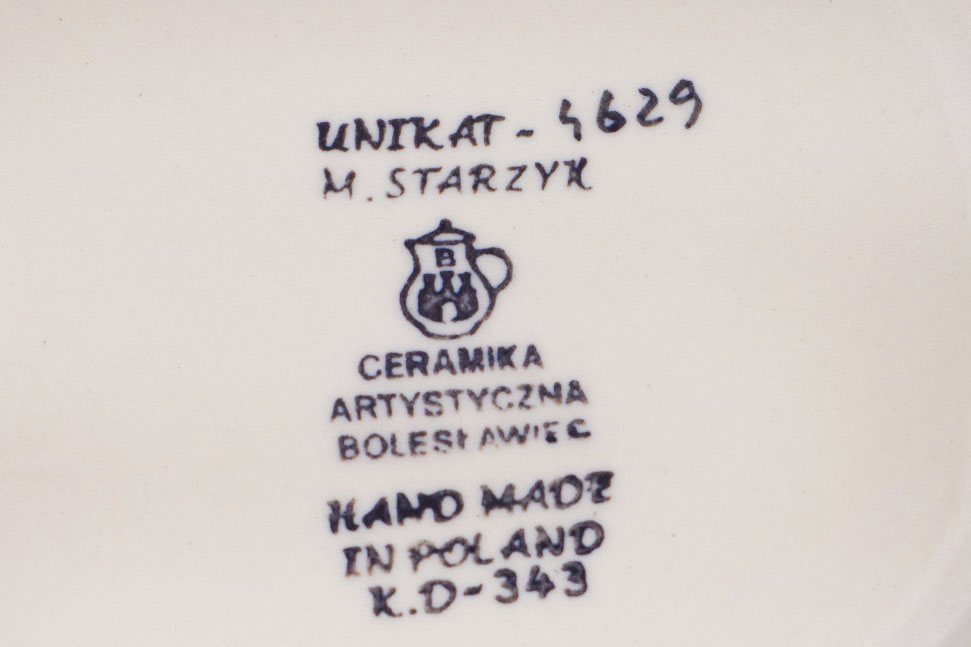 UNIKAT - 4629
M. STARZYK
B
CERAMIKA
ARTYSTYCZNA
BOLESŁAWIEC
HAND MADE
IN POLAND
K.D-343